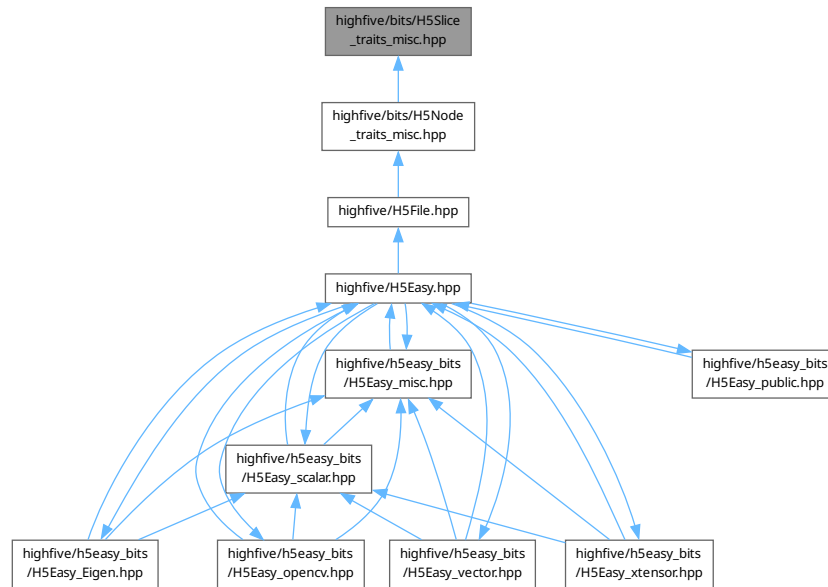 highfive/bits/H5Slice
_traits_misc.hpp
highfive/bits/H5Node
_traits_misc.hpp
highfive/H5File.hpp
highfive/H5Easy.hpp
highfive/h5easy_bits
/H5Easy_misc.hpp
highfive/h5easy_bits
/H5Easy_public.hpp
highfive/h5easy_bits
/H5Easy_scalar.hpp
highfive/h5easy_bits
/H5Easy_Eigen.hpp
highfive/h5easy_bits
/H5Easy_opencv.hpp
highfive/h5easy_bits
/H5Easy_vector.hpp
highfive/h5easy_bits
/H5Easy_xtensor.hpp